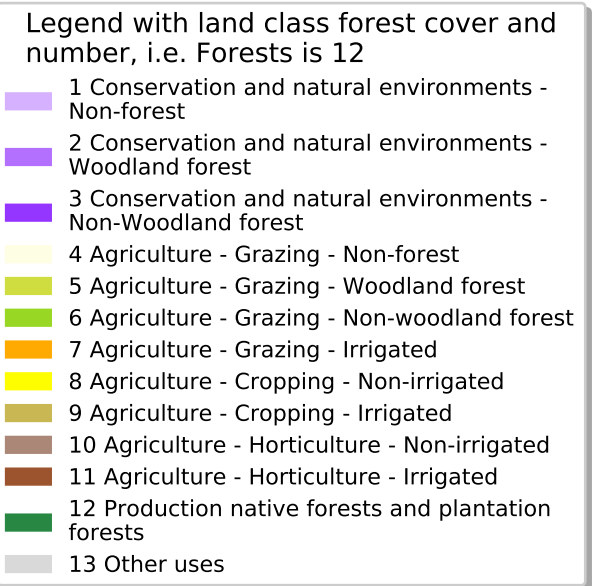 Legend with land class forest cover and
number, i.e. Forests is 12
1 Conservation and natural environments -
Non-forest
2 Conservation and natural environments -
Woodland forest
3 Conservation and natural environments -
Non-Woodland forest
4 Agriculture - Grazing - Non-forest
5 Agriculture - Grazing - Woodland forest
6 Agriculture - Grazing - Non-woodland forest
7 Agriculture - Grazing - Irrigated
8 Agriculture - Cropping - Non-irrigated
9 Agriculture - Cropping - Irrigated
10 Agriculture - Horticulture - Non-irrigated
11 Agriculture - Horticulture - Irrigated
12 Production native forests and plantation
forests
13 Other uses